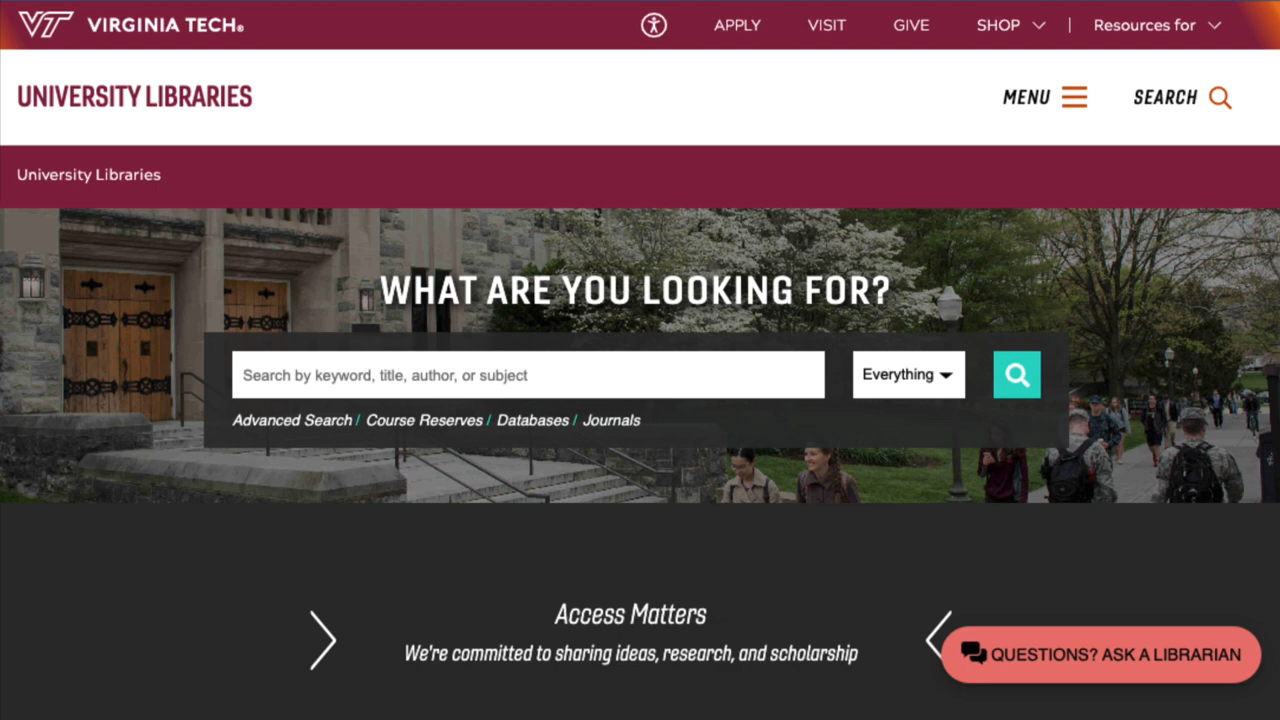 VT VIRGINIA TECH®
APPLY VISIT GIVE SHOP | Resources for
UNIVERSITY LIBRARIES
MENU SEARCH
University Libraries
WHAT ARE YOU LOOKING FOR?
Search by keyword, title, author, or subject
Everything
Advanced Search / Course Reserves / Databases / Journals
Access Matters
We're committed to sharing ideas, research, and scholarship
QUESTIONS? ASK A LIBRARIAN